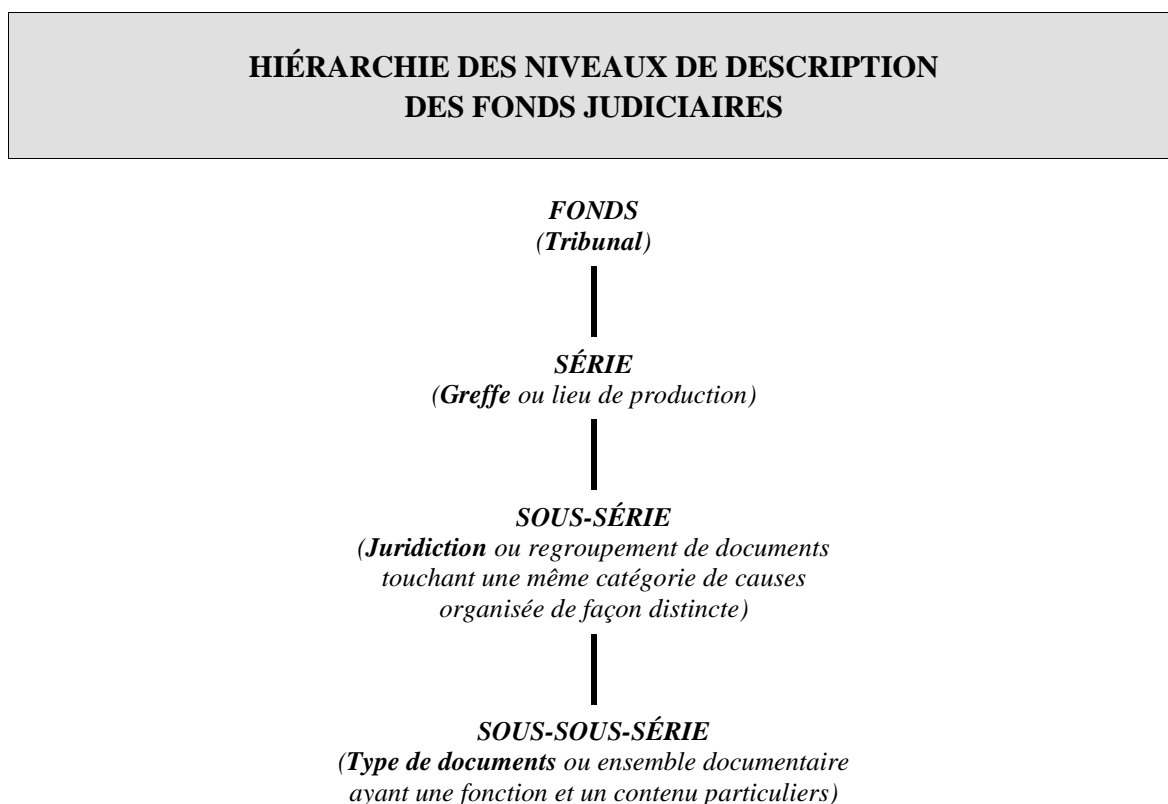 HIÉRARCHIE DES NIVEAUX DE DESCRIPTION
DES FONDS JUDICIAIRES
FONDS
(Tribunal)
SÉRIE
(Greffe ou lieu de production)
SOUS-SÉRIE
(Juridiction ou regroupement de documents
touchant une même catégorie de causes
organisée de façon distincte)
SOUS-SOUS-SÉRIE
(Type de documents ou ensemble documentaire
ayant une fonction et un contenu particuliers)